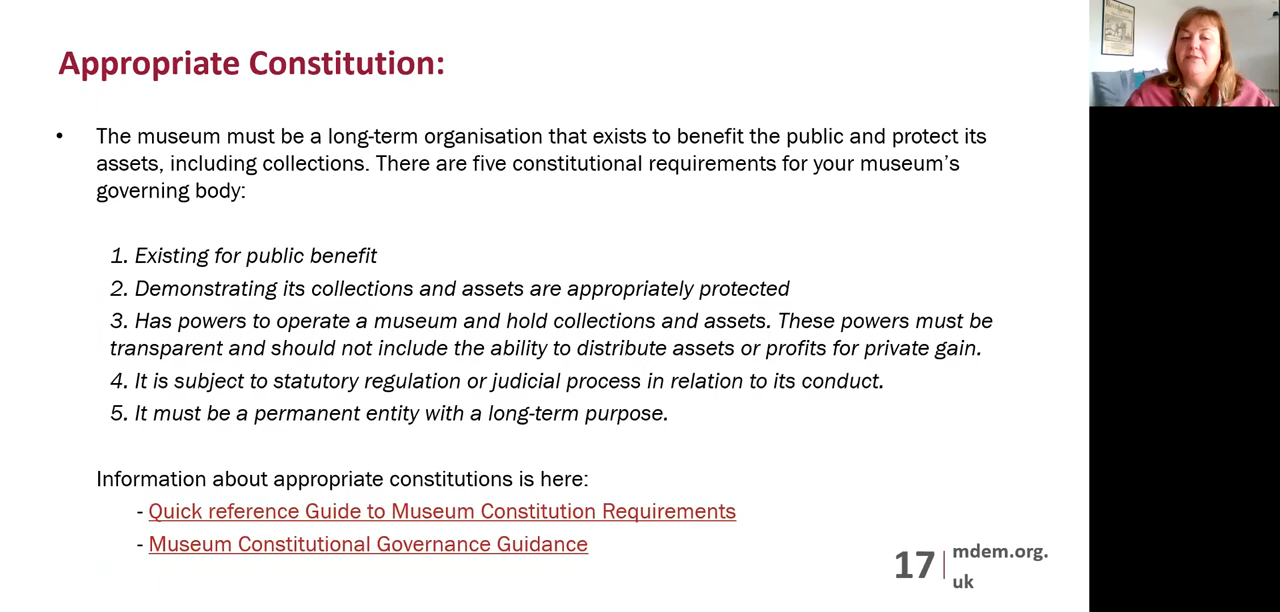 Appropriate Constitution:
• The museum must be a long-term organisation that exists to benefit the public and protect its
assets, including collections. There are five constitutional requirements for your museum's
governing body:
1. Existing for public benefit
2. Demonstrating its collections and assets are appropriately protected
3. Has powers to operate a museum and hold collections and assets. These powers must be
transparent and should not include the ability to distribute assets or profits for private gain.
4. It is subject to statutory regulation or judicial process in relation to its conduct.
5. It must be a permanent entity with a long-term purpose.
Information about appropriate constitutions is here:
- Quick reference Guide to Museum Constitution Requirements
- Museum Constitutional Governance Guidance
17
mdem.org.
uk